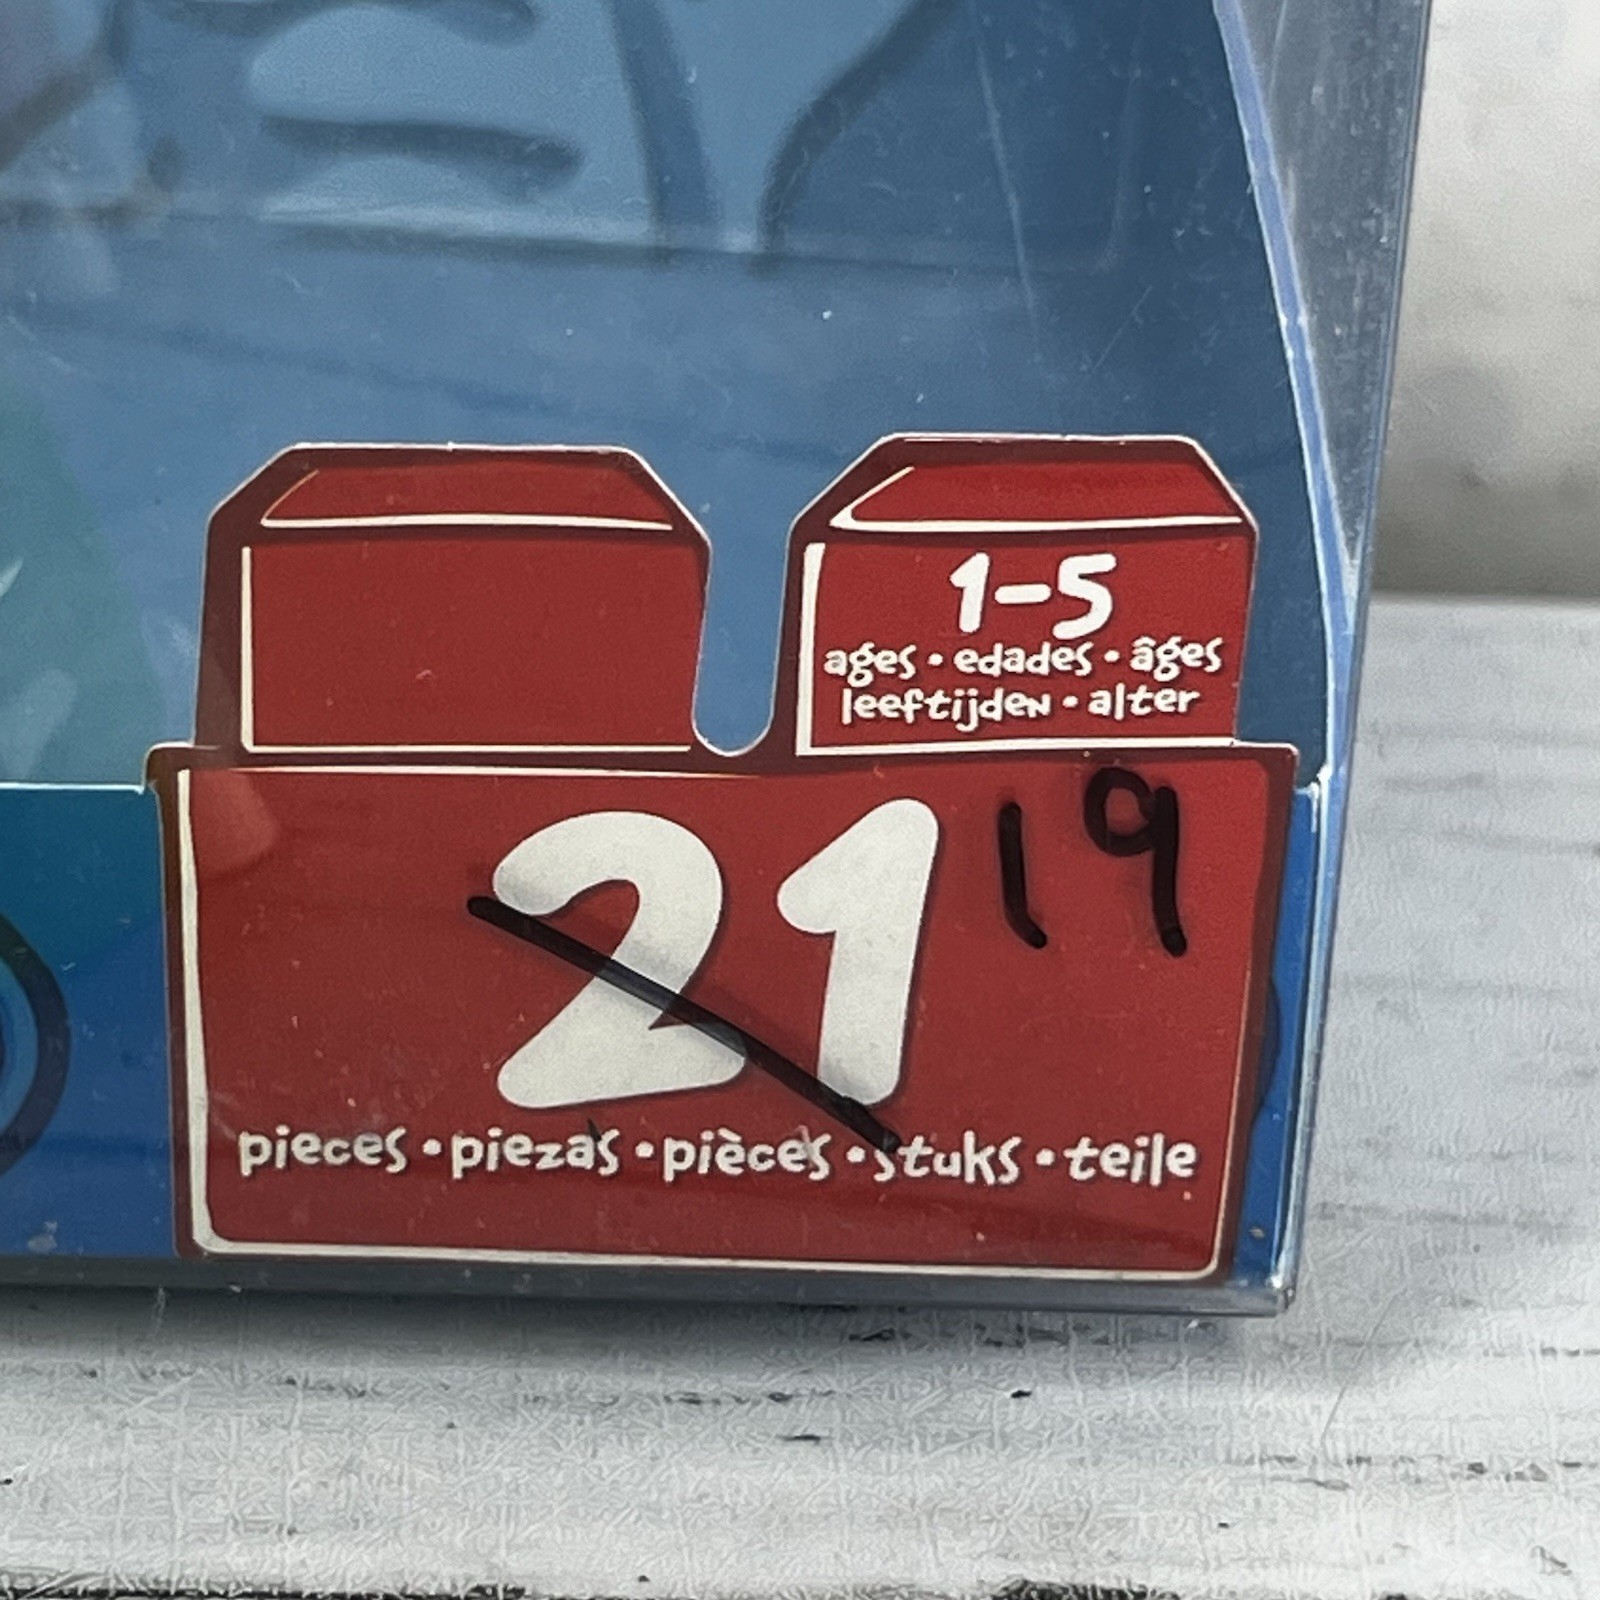 1-5
ages • edades • âges
leeftijden • alter
21 19
pieces • piezas • pièces • stuks • teile